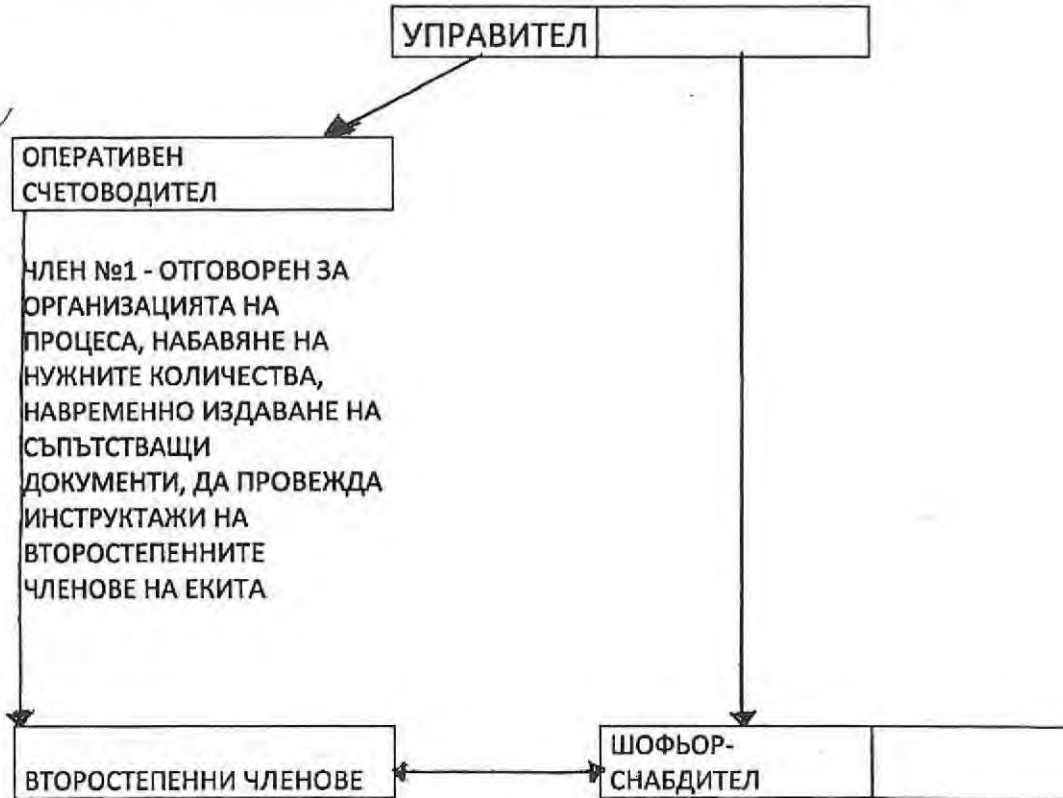 УПРАВИТЕЛ
ОПЕРАТИВЕН
СЧЕТОВОДИТЕЛ
ЧЛЕН №1 - ОТГОВОРЕН ЗА
ОРГАНИЗАЦИЯТА НА
ПРОЦЕСА, НАБАВЯНЕ НА
НУЖНИТЕ КОЛИЧЕСТВА,
НАВРЕМЕННО ИЗДАВАНЕ НА
СЪПЪТСТВАЩИ
ДОКУМЕНТИ, ДА ПРОВЕЖДА
ИНСТРУКТАЖИ НА
ВТОРОСТЕПЕННИТЕ
ЧЛЕНОВЕ НА ЕКИТА
ВТОРОСТЕПЕННИ ЧЛЕНОВЕ
ШОФЬОР-
СНАБДИТЕЛ